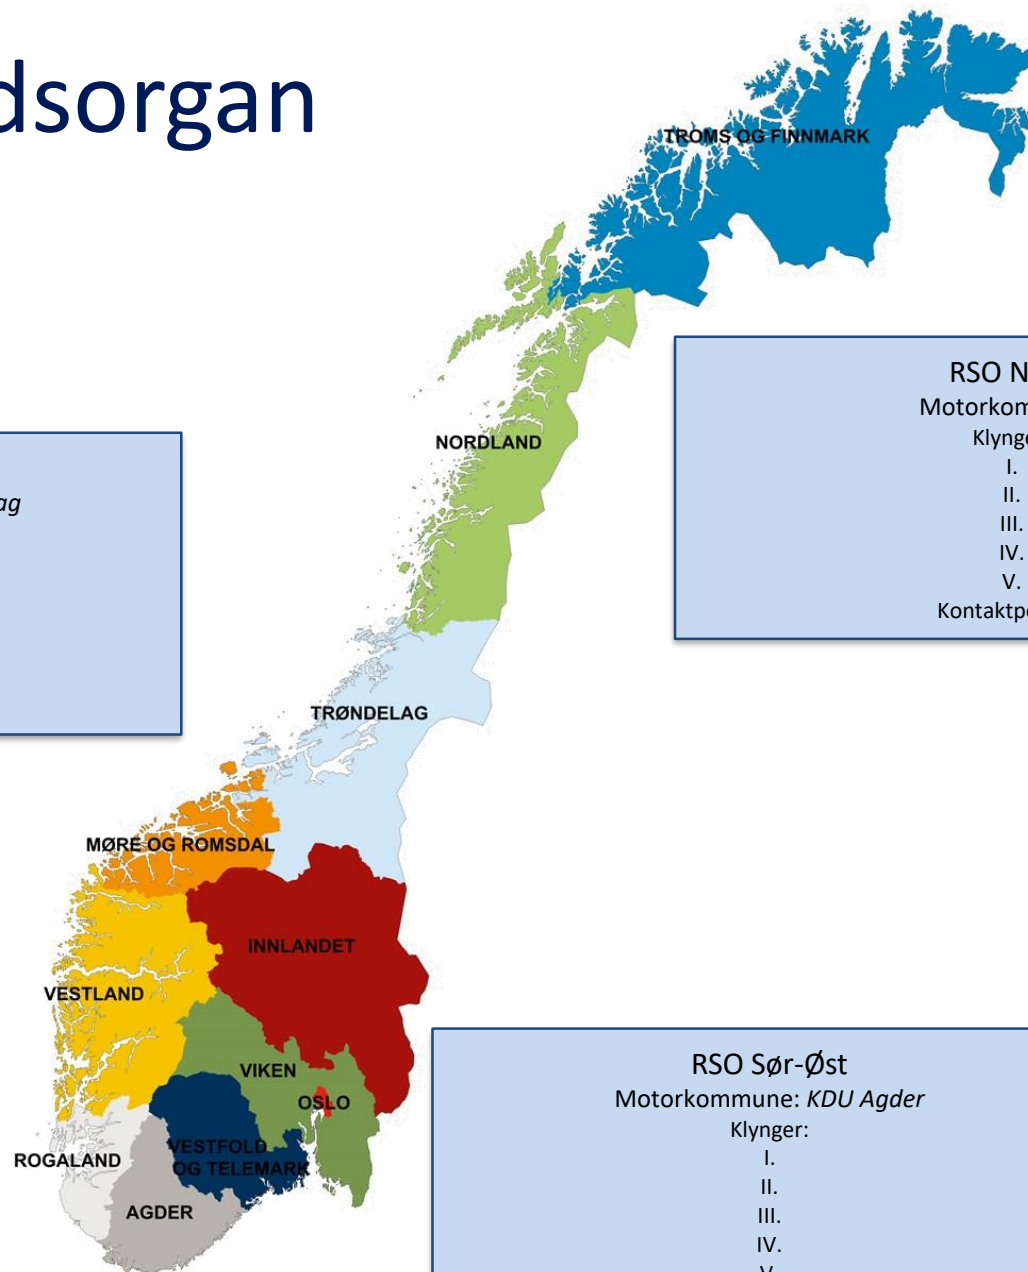 dsorgan
TROMS OG FINNMARK
RSO N
Motorkom
Klynge
I.
II.
III.
IV.
V.
Kontaktpe
ag
NORDLAND
TRØNDELAG
MØRE OG ROMSDAL
INNLANDET
VESTLAND
VIKEN
OSLO
VESTFOLD
OG TELEMARK
ROGALAND
AGDER
RSO Sør-Øst
Motorkommune: KDU Agder
Klynger:
I.
II.
III.
IV.
V.